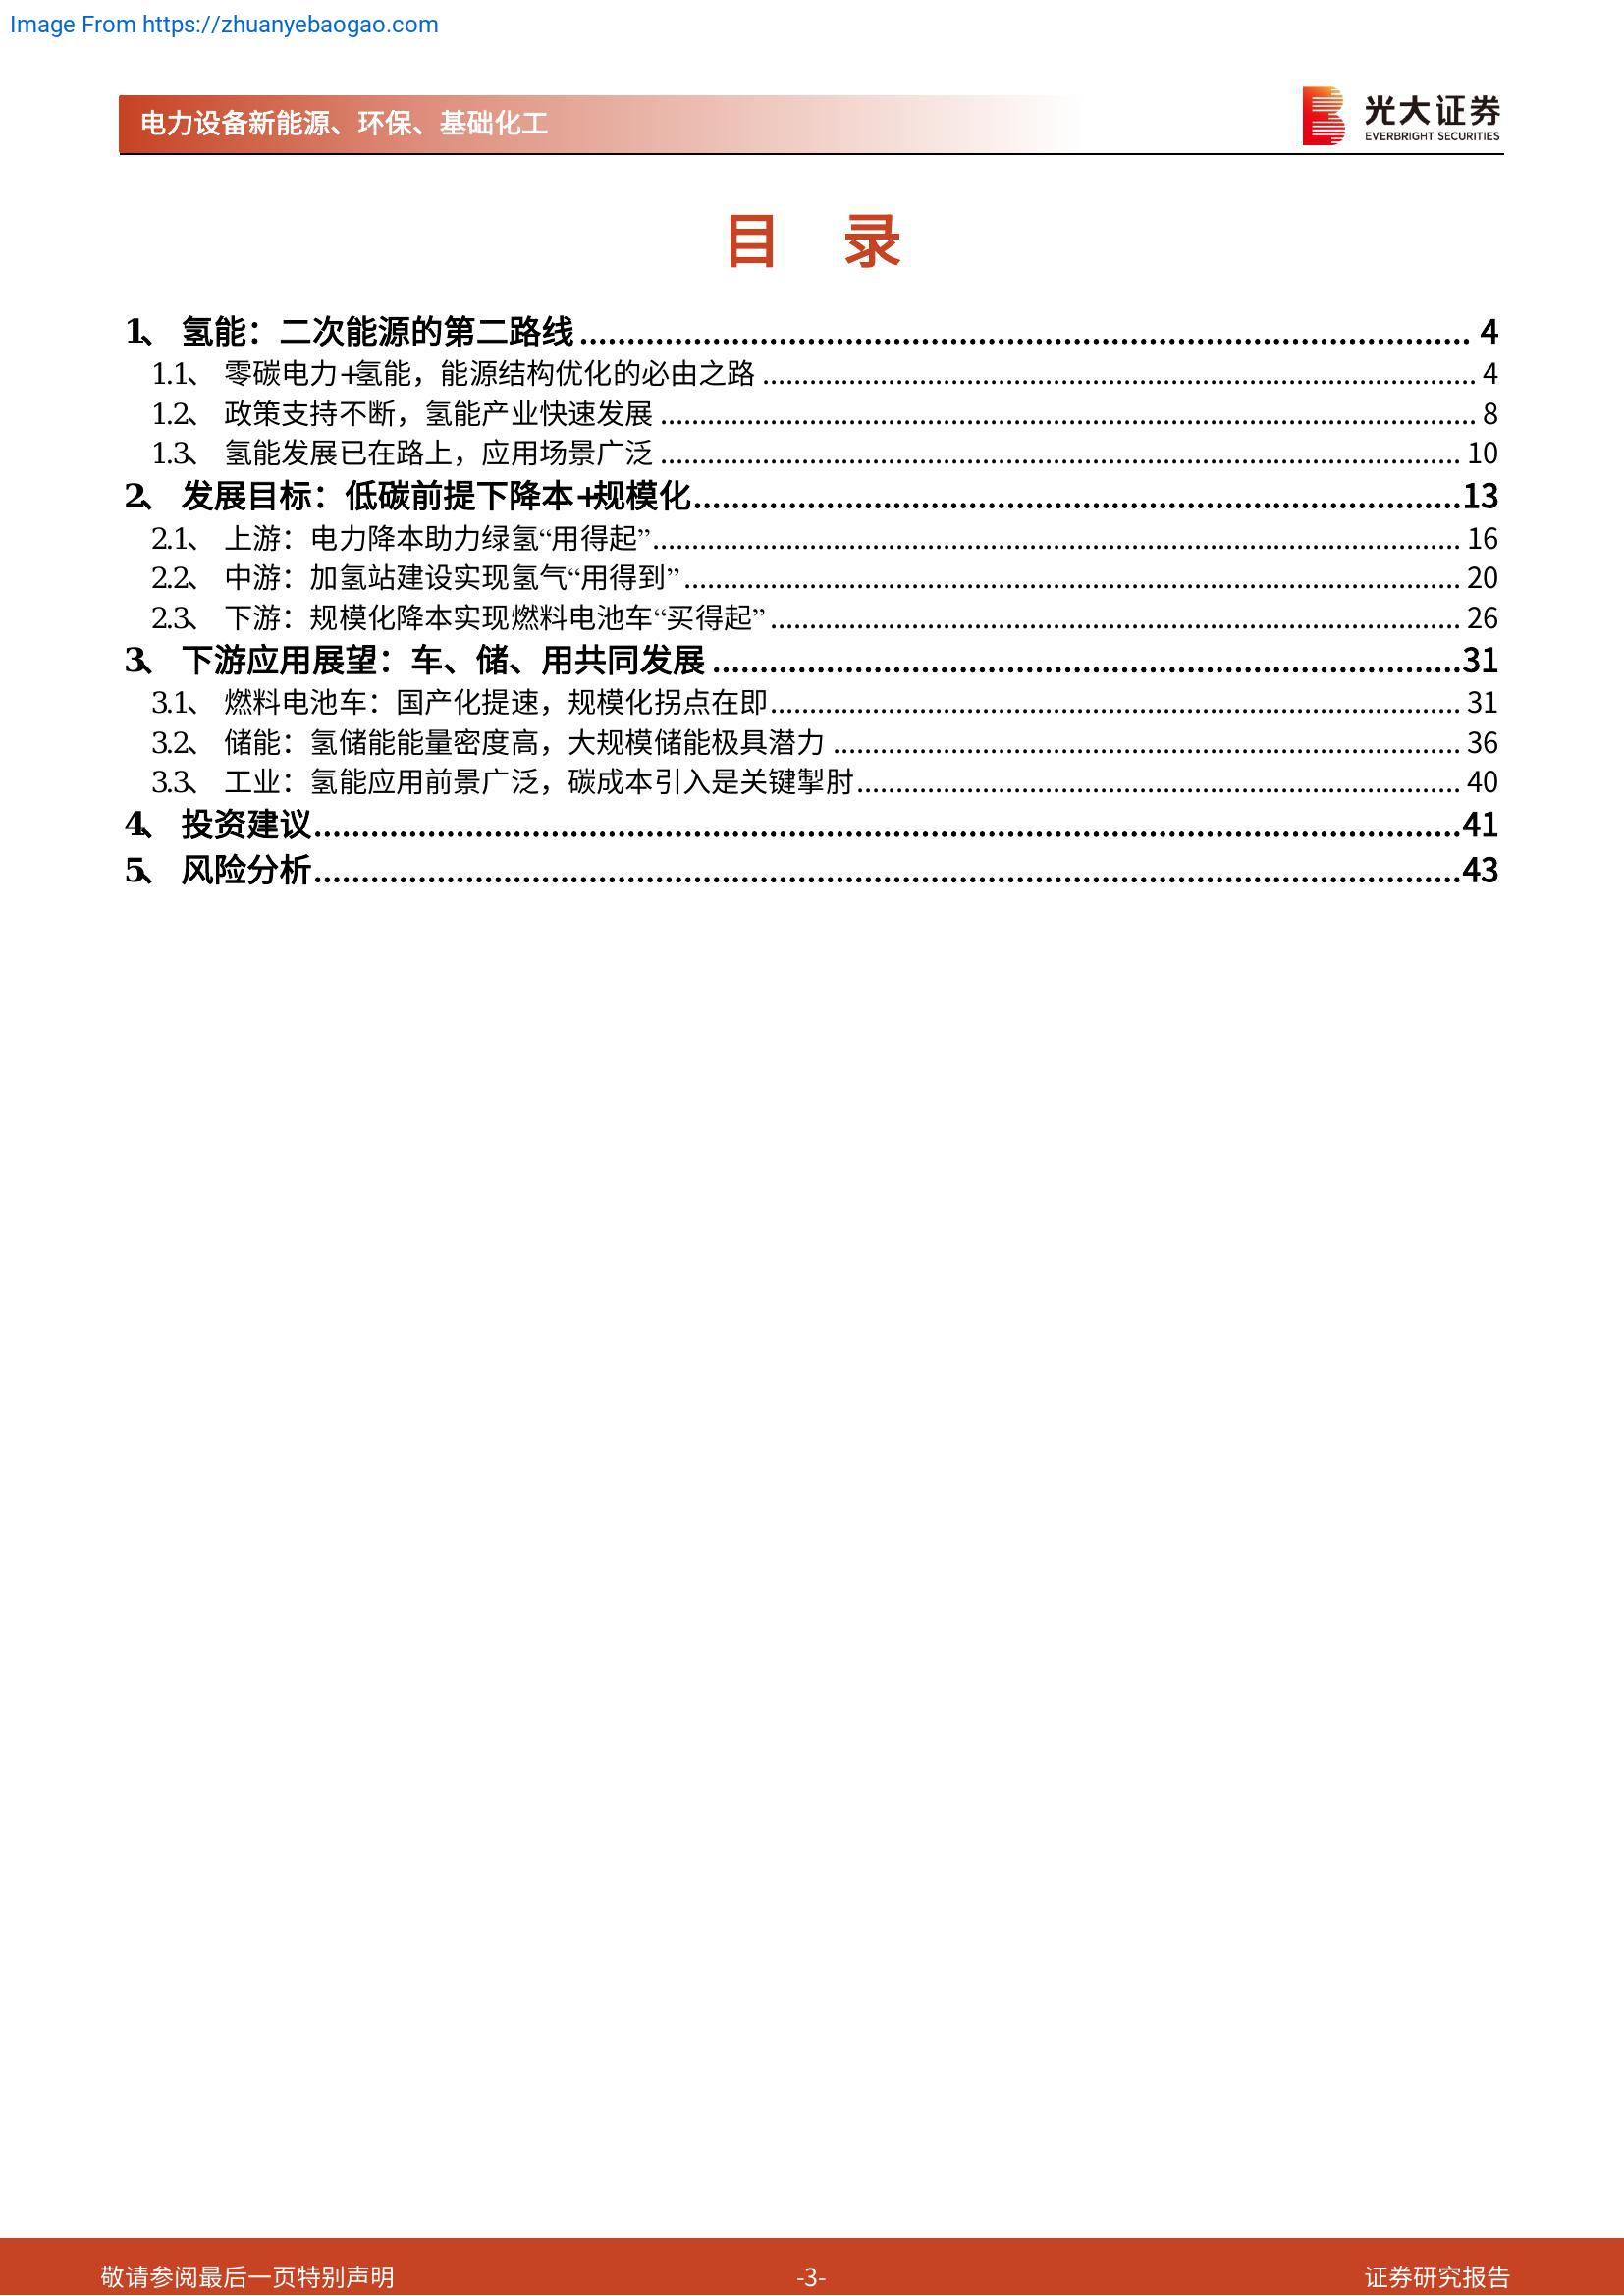 Image From https://zhuanyebaogao.com
电力设备新能源、环保、基础化工
光大证券
EVERBRIGHT SECURITIES
目 录
1、 氢能：二次能源的第二路线 4
1.1、 零碳电力+氢能，能源结构优化的必由之路 4
1.2、 政策支持不断，氢能产业快速发展 8
1.3、 氢能发展已在路上，应用场景广泛 10
2、 发展目标：低碳前提下降本+规模化 13
2.1、 上游：电力降本助力绿氢“用得起” 16
2.2、 中游：加氢站建设实现氢气“用得到” 20
2.3、 下游：规模化降本实现燃料电池车“买得起” 26
3、 下游应用展望：车、储、用共同发展 31
3.1、 燃料电池车：国产化提速，规模化拐点在即 31
3.2、 储能：氢储能能量密度高，大规模储能极具潜力 36
3.3、 工业：氢能应用前景广泛，碳成本引入是关键掣肘 40
4、 投资建议 41
5、 风险分析 43
敬请参阅最后一页特别声明 -3- 证券研究报告